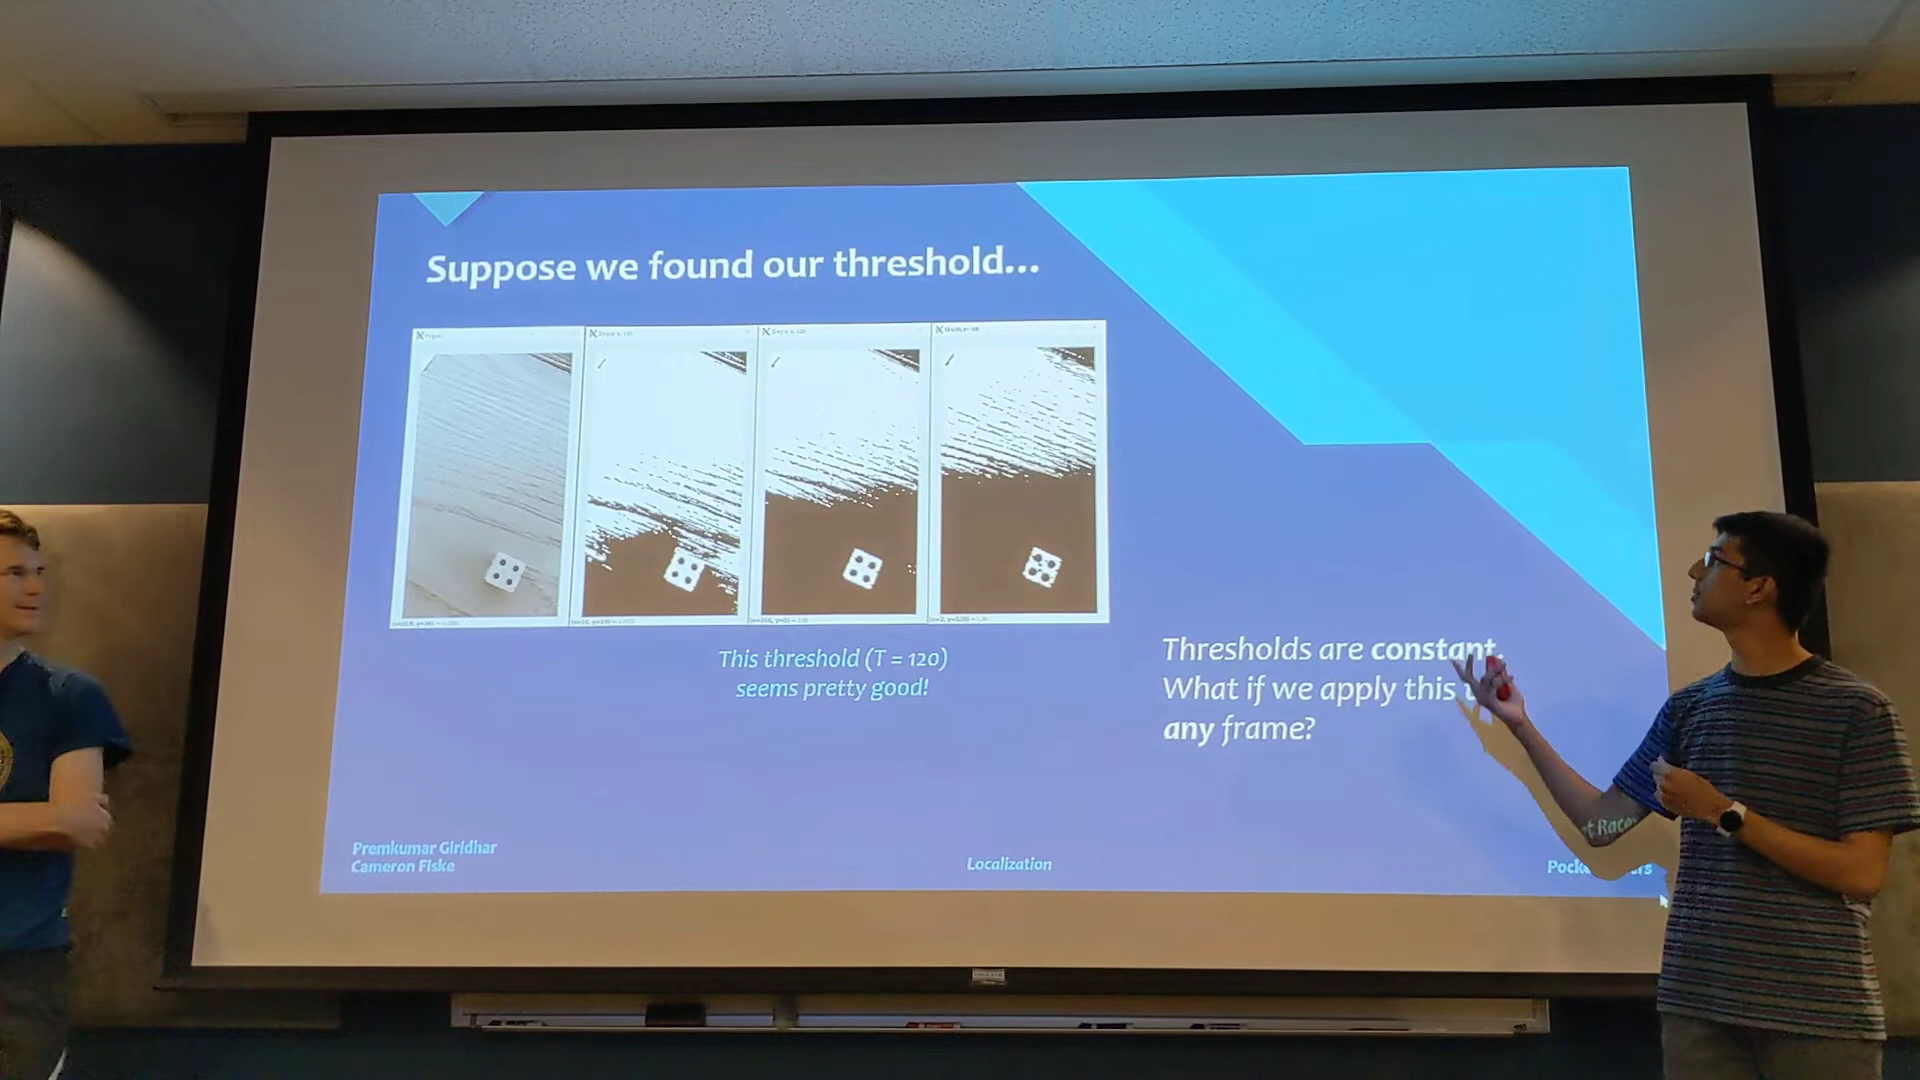 Suppose we found our threshold...
This threshold (T = 120)
seems pretty good!
Thresholds are constant.
What if we apply this
any frame?
Premkumar Giridhar
Cameron Fiske
Localization